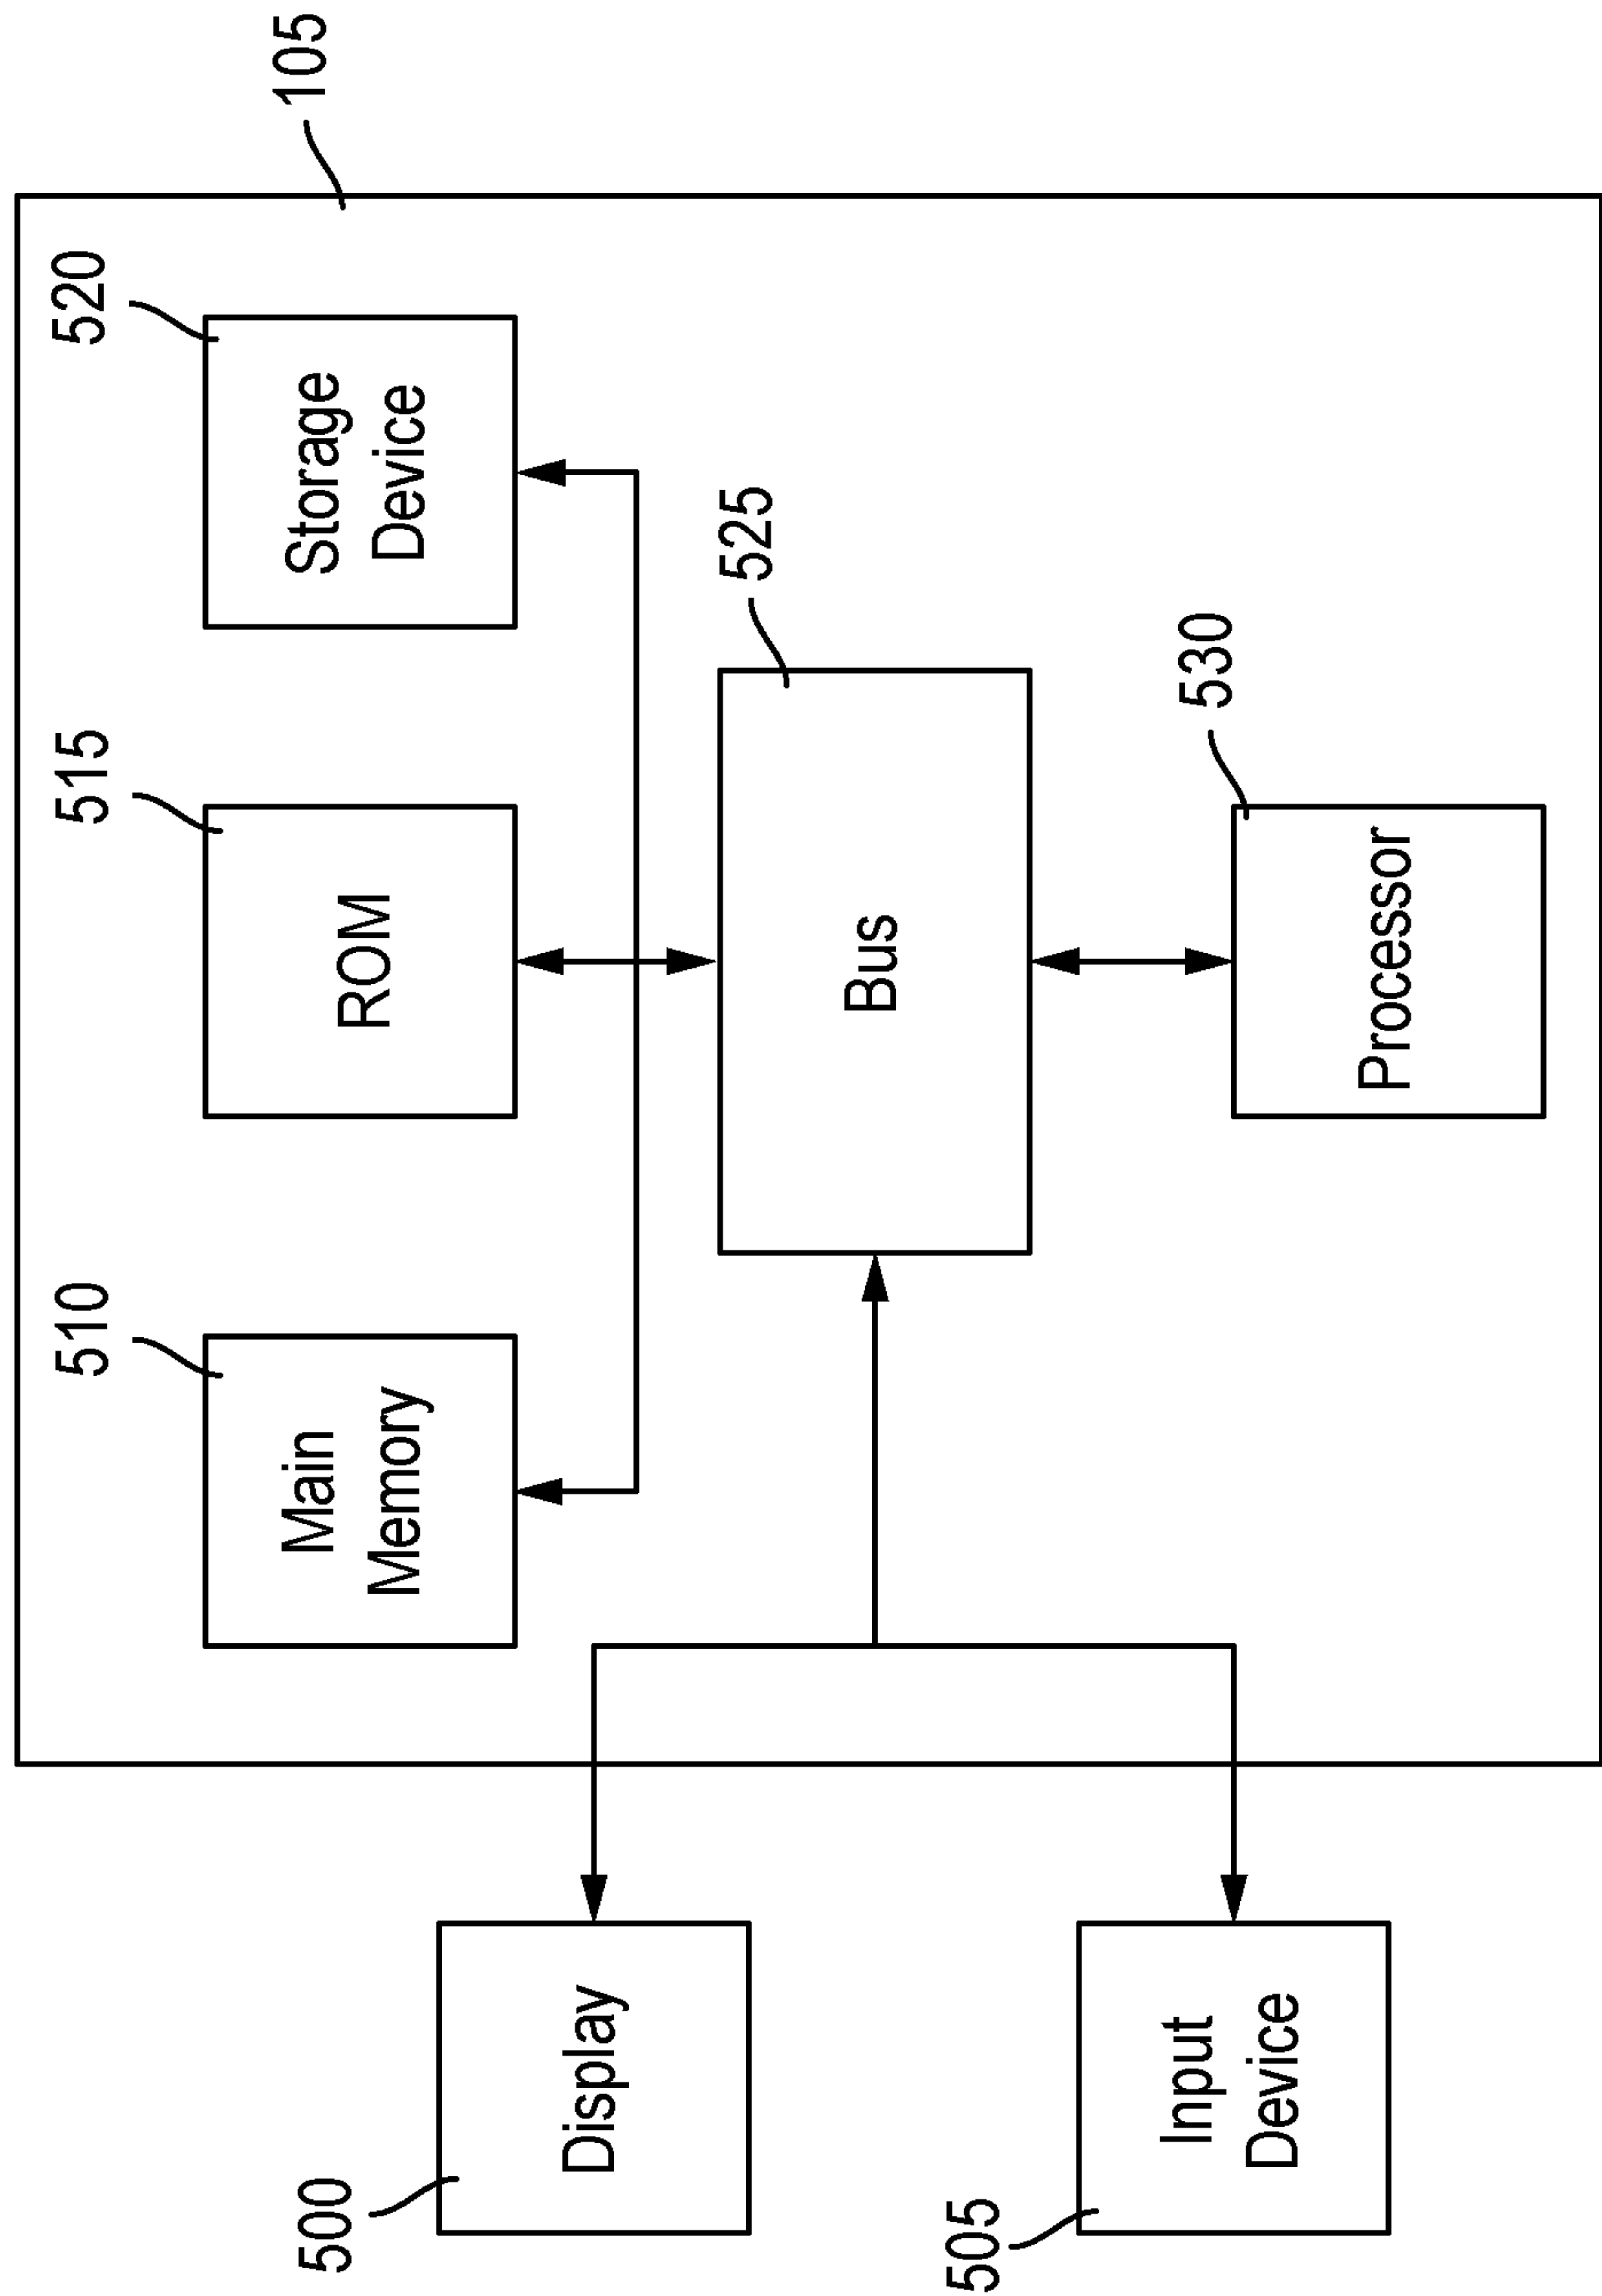 510
515
520
105
Main
Memory
ROM
Storage
Device
500
Display
525
Bus
505
Input
Device
530
Processor